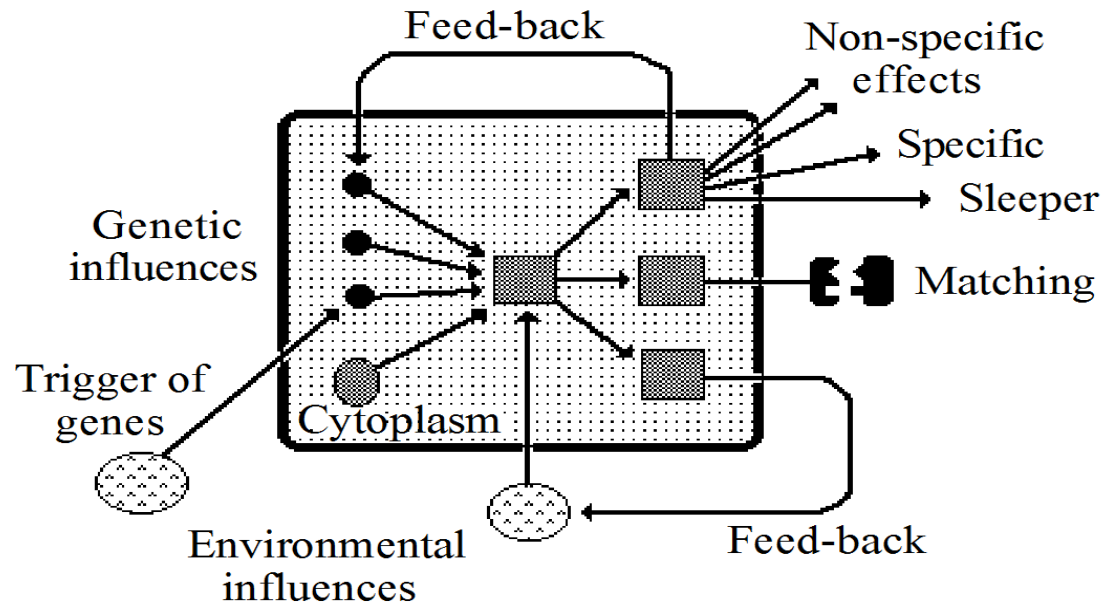 Feed-back
Non-specific
effects
Specific
Sleeper
Genetic
influences
Matching
Trigger of
genes
Cytoplasm
Environmental
influences
Feed-back